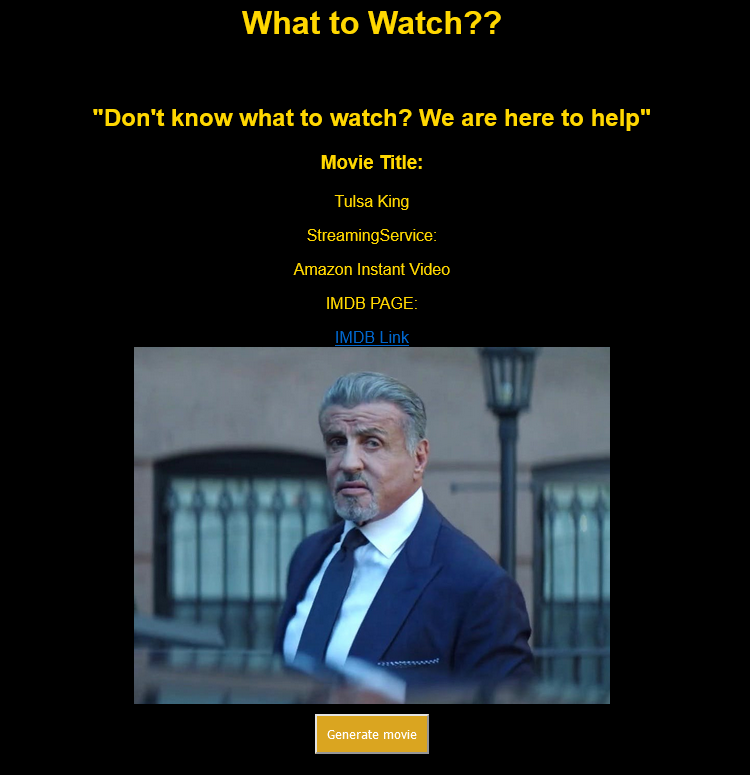 What to Watch??
"Don't know what to watch? We are here to help"
Movie Title:
Tulsa King
StreamingService:
Amazon Instant Video
IMDB PAGE:
IMDB Link
Generate movie